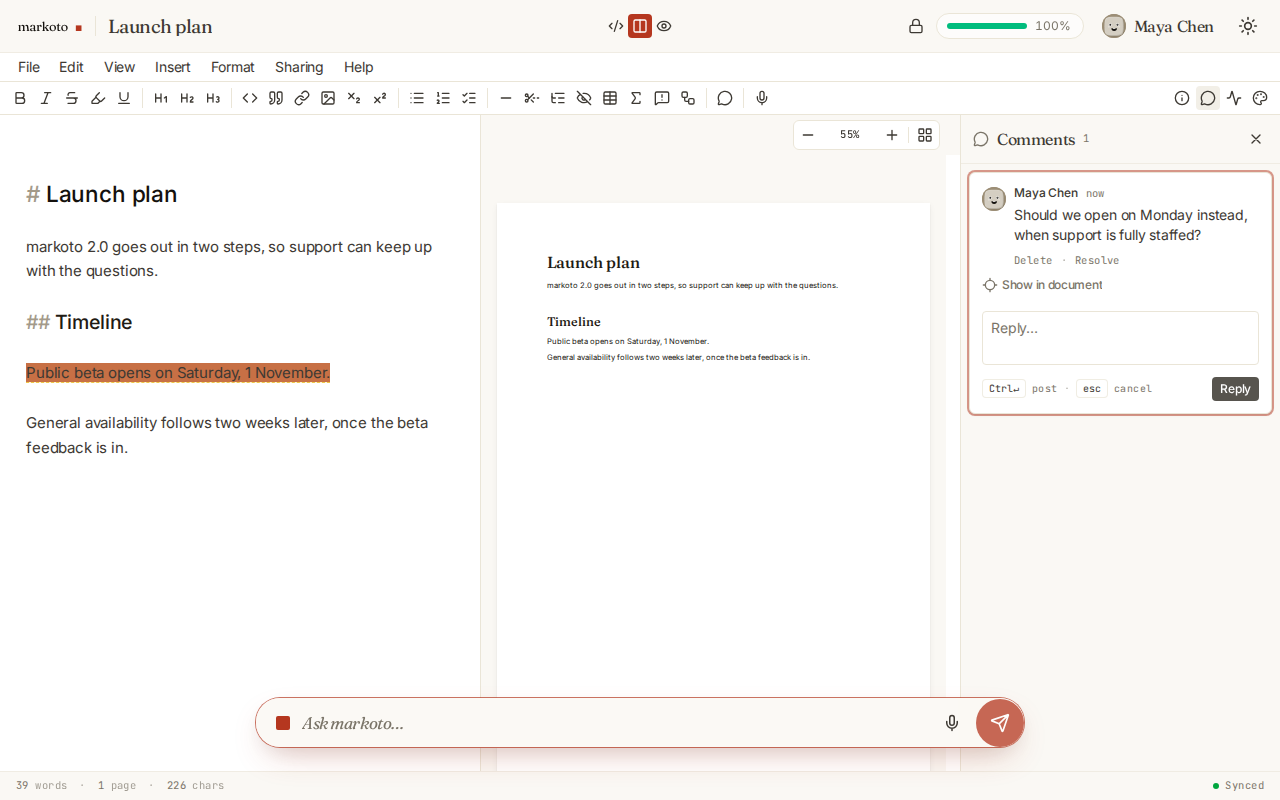 markoto
Launch plan
100%
Maya Chen
File Edit View Insert Format Sharing Help
H1 H2 H3
55%
Comments 1
# Launch plan
markoto 2.0 goes out in two steps, so support can keep up
with the questions.
## Timeline
Public beta opens on Saturday, 1 November.
General availability follows two weeks later, once the beta
feedback is in.
Launch plan
markoto 2.0 goes out in two steps, so support can keep up with the questions.
Timeline
Public beta opens on Saturday, 1 November.
General availability follows two weeks later, once the beta feedback is in.
Maya Chen now
Should we open on Monday instead,
when support is fully staffed?
Delete · Resolve
Show in document
Reply...
Ctrl↵ post · esc cancel
Reply
Ask markoto...
39 words · 1 page · 226 chars
Synced